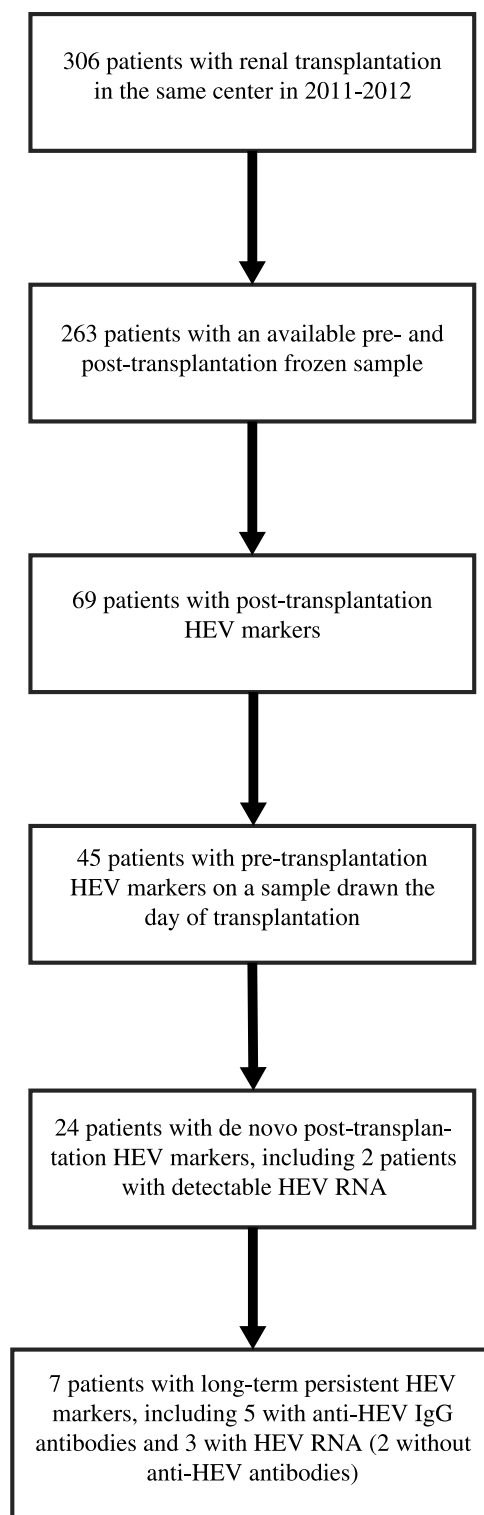 306 patients with renal transplantation
in the same center in 2011-2012
263 patients with an available pre- and
post-transplantation frozen sample
69 patients with post-transplantation
HEV markers
45 patients with pre-transplantation
HEV markers on a sample drawn the
day of transplantation
24 patients with de novo post-transplan-
tation HEV markers, including 2 patients
with detectable HEV RNA
7 patients with long-term persistent HEV
markers, including 5 with anti-HEV IgG
antibodies and 3 with HEV RNA (2 without
anti-HEV antibodies)